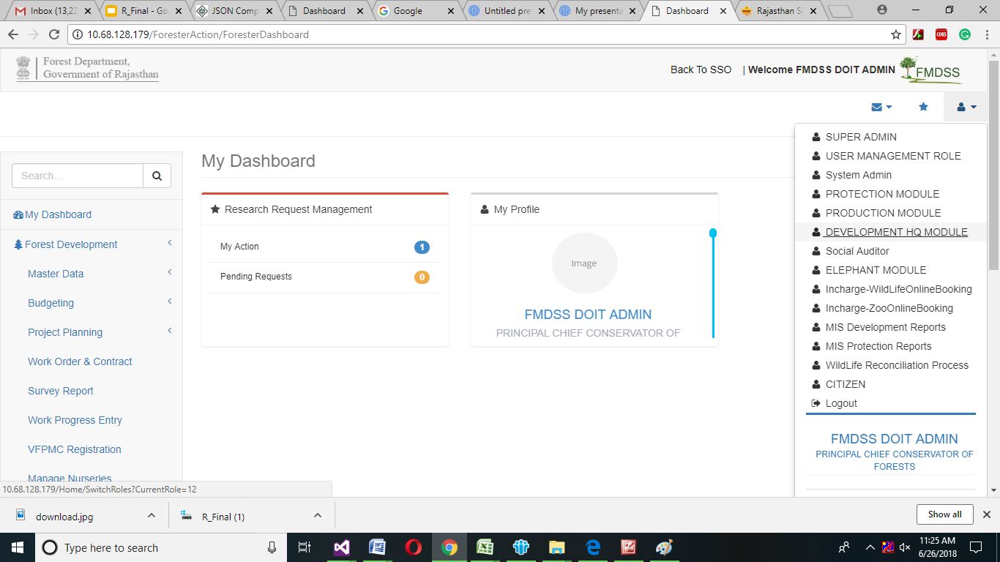 Inbox (13,22
R_Final - Go
JSON Comp
Dashboard
Google
Untitled pre
My presenta
Dashboard
Rajasthan S
10.68.128.179/ForesterAction/ForesterDashboard
CORS
Forest Department,
Government of Rajasthan
Back To SSO | Welcome FMDSS DOIT ADMIN
FMDSS
SUPER ADMIN
USER MANAGEMENT ROLE
System Admin
PROTECTION MODULE
PRODUCTION MODULE
DEVELOPMENT HQ MODULE
Social Auditor
ELEPHANT MODULE
Incharge-WildLifeOnlineBooking
Incharge-ZooOnlineBooking
MIS Development Reports
MIS Protection Reports
WildLife Reconciliation Process
CITIZEN
Logout
FMDSS DOIT ADMIN
PRINCIPAL CHIEF CONSERVATOR OF
FORESTS
Search...
My Dashboard
Forest Development
Master Data
Budgeting
Project Planning
Work Order & Contract
Survey Report
Work Progress Entry
VFPMC Registration
Manage Nurseries
My Dashboard
Research Request Management
My Action 1
Pending Requests 0
My Profile
Image
FMDSS DOIT ADMIN
PRINCIPAL CHIEF CONSERVATOR OF
10.68.128.179/Home/SwitchRoles?CurrentRole=12
download.jpg
R_Final (1)
Show all
Type here to search
11:25 AM
6/26/2018